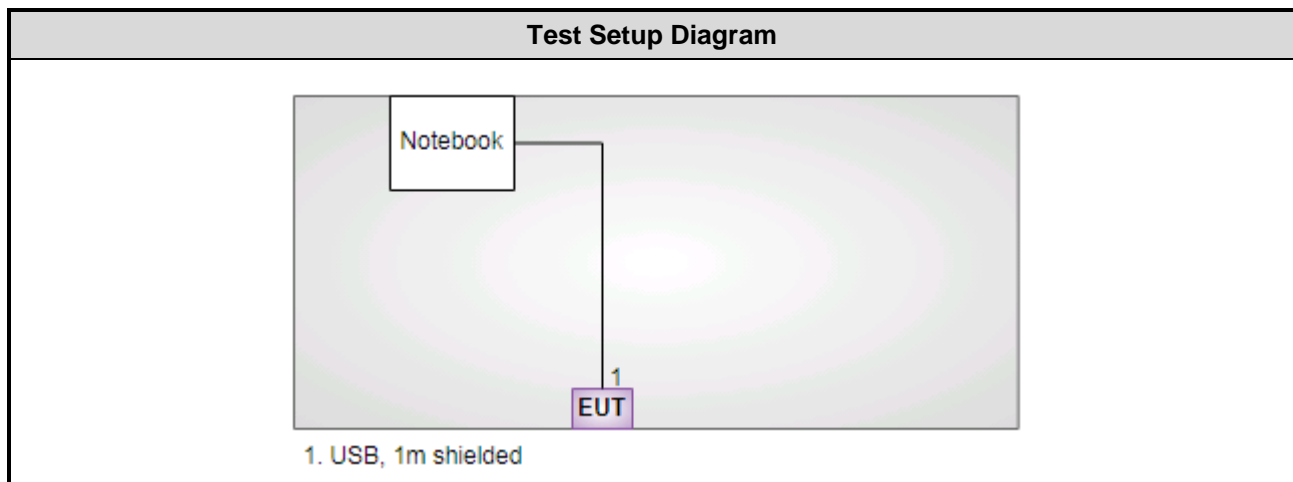 Test Setup Diagram
Notebook
1
EUT
1. USB, 1m shielded